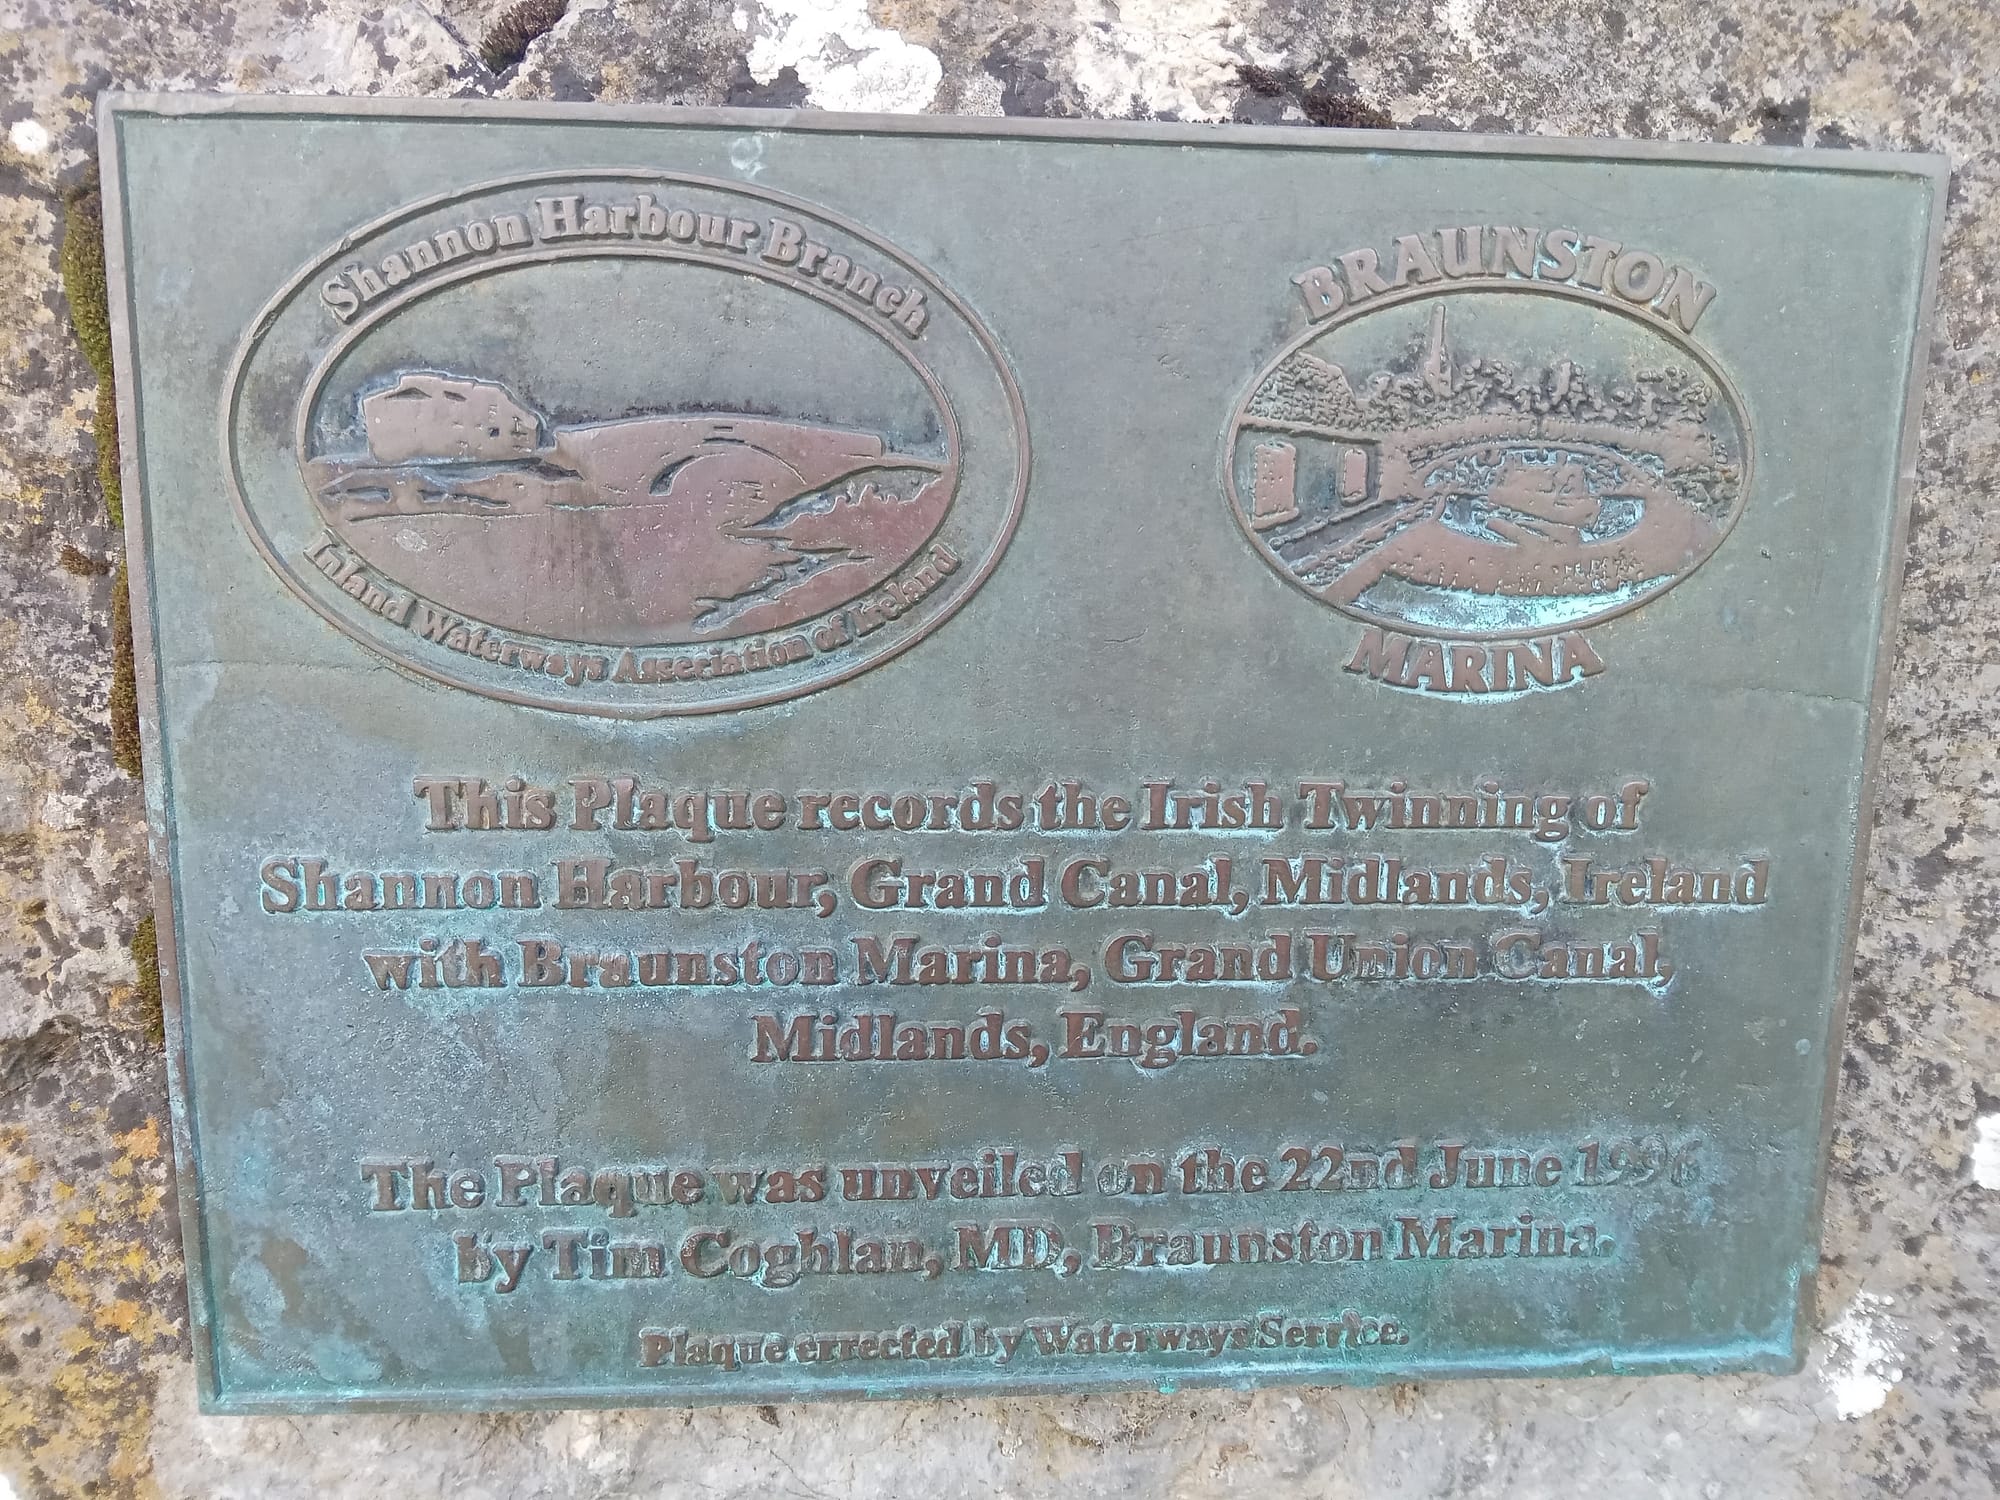 Shannon Harbour Branch
Inland Waterways Association of Ireland
BRAUNSTON
MARINA
This Plaque records the Irish Twinning of
Shannon Harbour, Grand Canal, Midlands, Ireland
with Braunston Marina, Grand Union Canal,
Midlands, England.
The Plaque was unveiled on the 22nd June 1996
by Tim Coghlan, MD, Braunston Marina.
Plaque errected by Waterways Service.